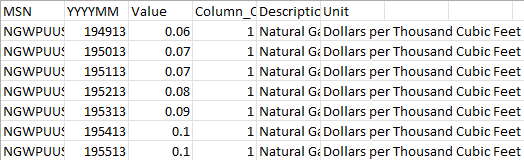 MSN YYYYMM Value Column_O Descriptio Unit
NGWPUUS 194913 0.06 1 Natural Ga Dollars per Thousand Cubic Feet
NGWPUUS 195013 0.07 1 Natural Ga Dollars per Thousand Cubic Feet
NGWPUUS 195113 0.07 1 Natural Ga Dollars per Thousand Cubic Feet
NGWPUUS 195213 0.08 1 Natural Ga Dollars per Thousand Cubic Feet
NGWPUUS 195313 0.09 1 Natural Ga Dollars per Thousand Cubic Feet
NGWPUUS 195413 0.1 1 Natural Ga Dollars per Thousand Cubic Feet
NGWPUUS 195513 0.1 1 Natural Ga Dollars per Thousand Cubic Feet